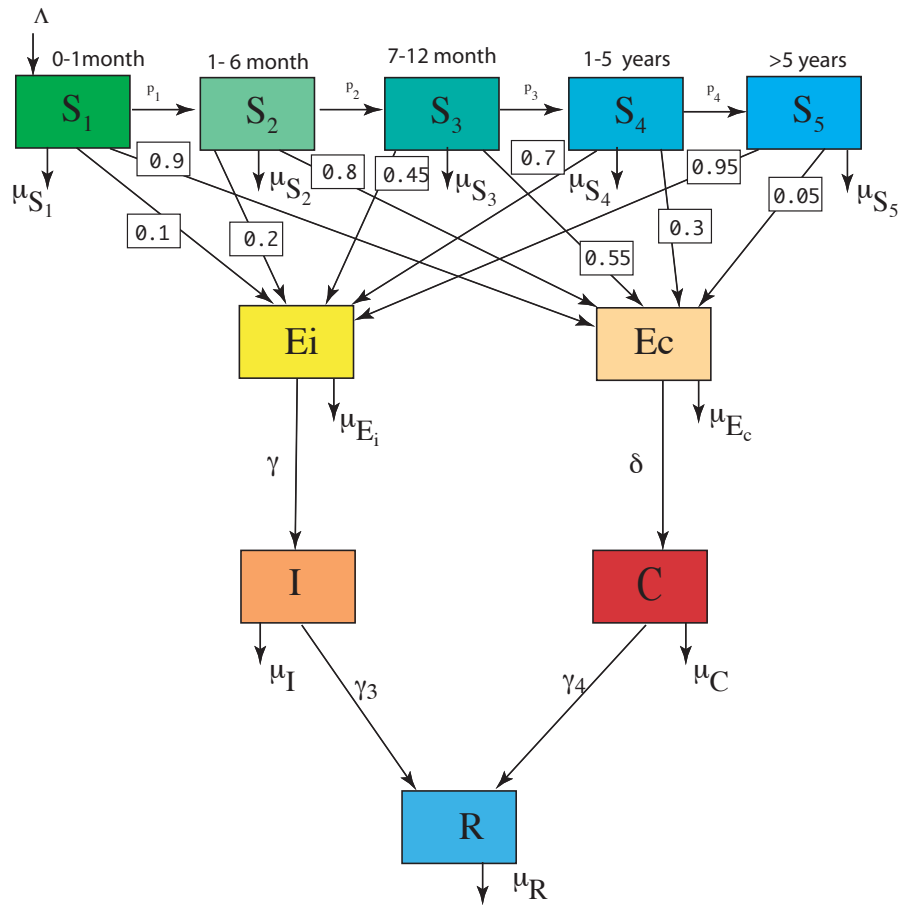 Λ
0-1month
1- 6 month
7-12 month
1-5 years
>5 years
S1
p1
S2
p2
S3
p3
S4
p4
S5
μS1
μS2
μS3
μS4
μS5
0.9
0.8
0.45
0.7
0.95
0.05
0.1
0.2
0.55
0.3
Ei
Ec
μEi
μEc
γ
δ
I
C
μI
μC
γ3
γ4
R
μR